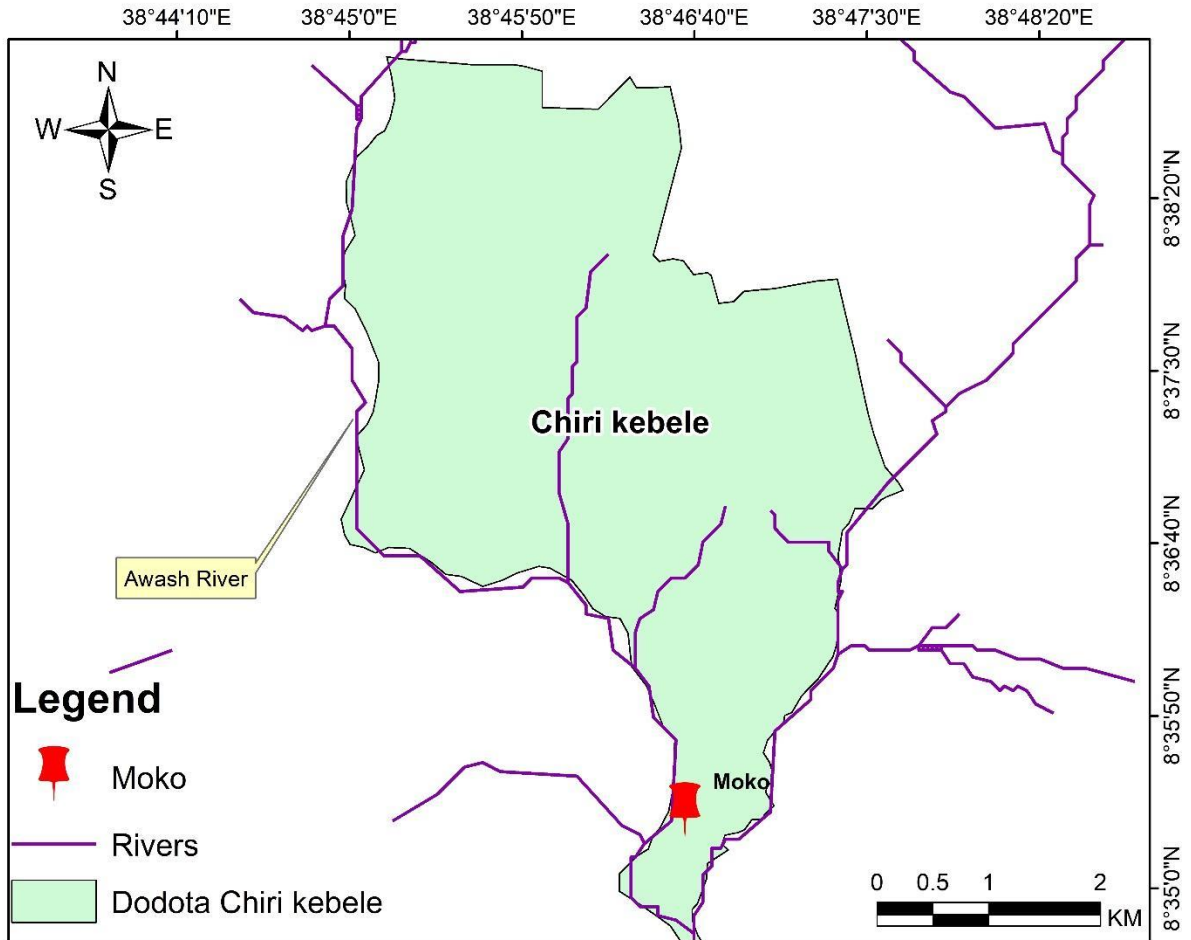 38°44'10"E 38°45'0"E 38°45'50"E 38°46'40"E 38°47'30"E 38°48'20"E
N
W E
S
8°38'20"N
8°37'30"N
Chiri kebele
8°36'40"N
Awash River
8°35'50"N
Legend
Moko
Moko
Rivers
8°35'0"N
0 0.5 1 2
KM
Dodota Chiri kebele